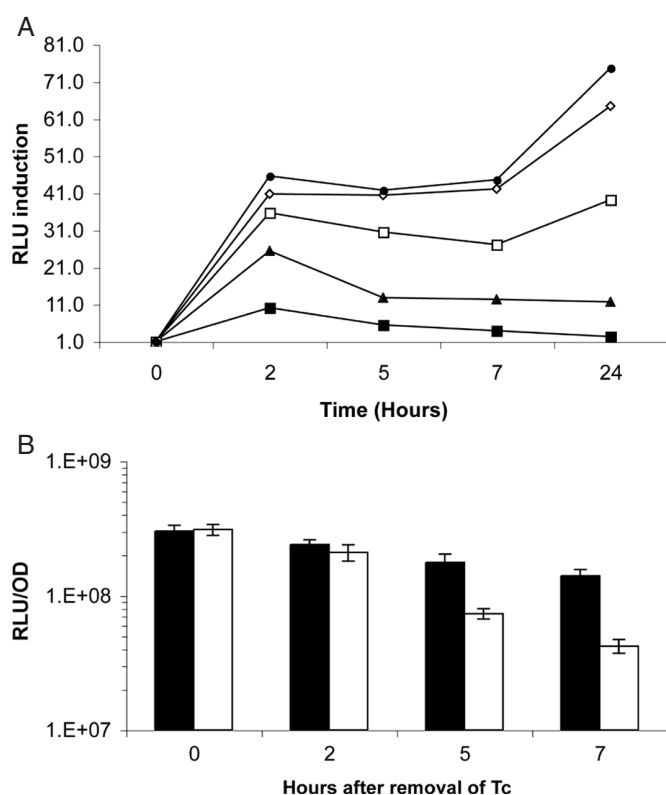 A
81.0
71.0
61.0
51.0
41.0
31.0
21.0
11.0
1.0
RLU induction
0 2 5 7 24
Time (Hours)
B
1.E+09
1.E+08
1.E+07
RLU/OD
0 2 5 7
Hours after removal of Tc